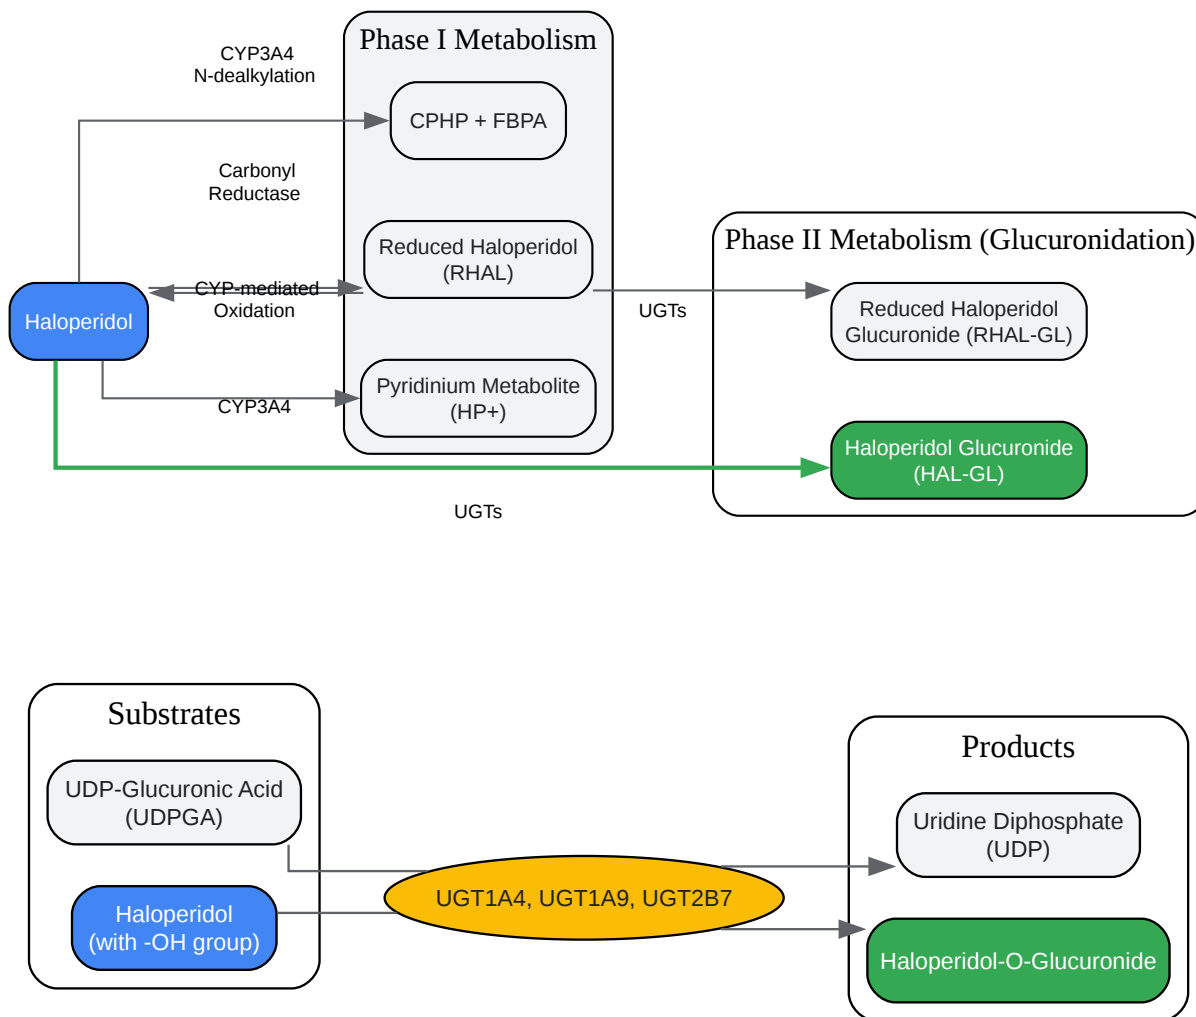 Phase I Metabolism
CYP3A4
N-dealkylation
CPHP + FBPA
Carbonyl
Reductase
Reduced Haloperidol
(RHAL)
CYP-mediated
Oxidation
Haloperidol
Pyridinium Metabolite
(HP+)
CYP3A4
UGTs
Phase II Metabolism (Glucuronidation)
Reduced Haloperidol
Glucuronide (RHAL-GL)
Haloperidol Glucuronide
(HAL-GL)
UGTs
Substrates
UDP-Glucuronic Acid
(UDPGA)
Haloperidol
(with -OH group)
UGT1A4, UGT1A9, UGT2B7
Products
Uridine Diphosphate
(UDP)
Haloperidol-O-Glucuronide